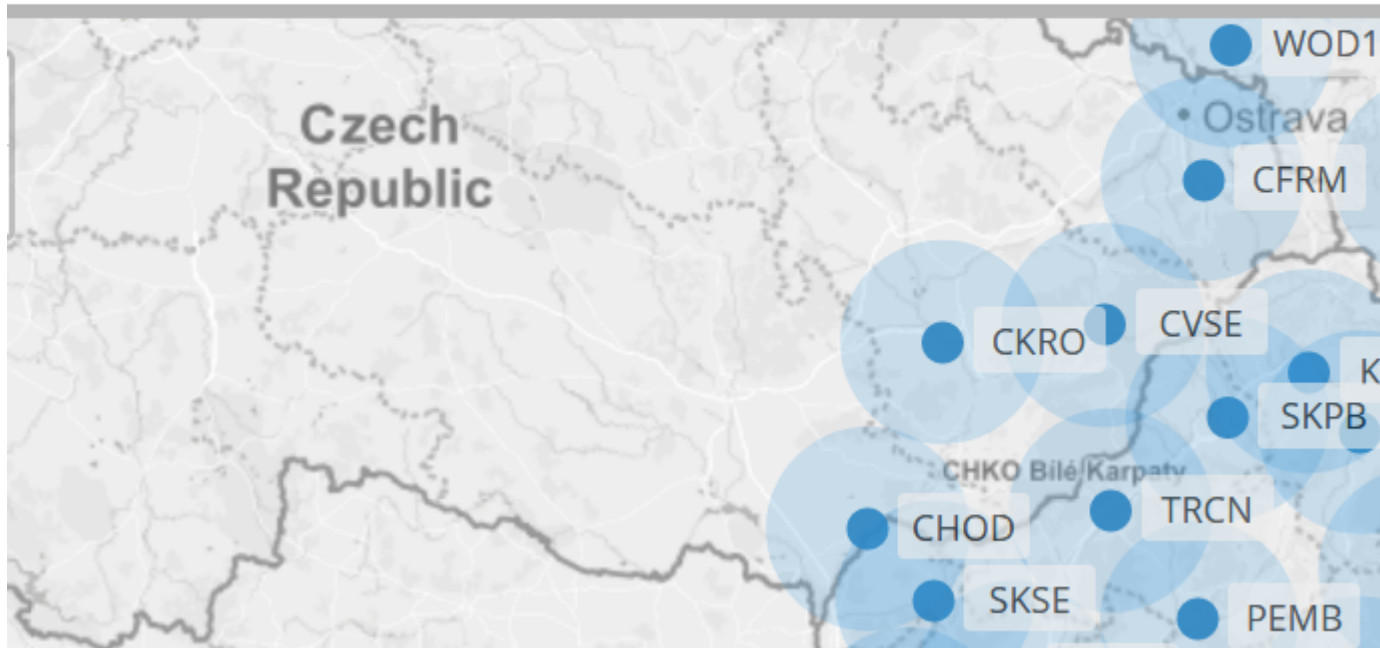 WOD1
Czech
Republic
Ostrava
CFRM
CVSE
CKRO
K
SKPB
CHKO Bílé Karpaty
TRCN
CHOD
SKSE
PEMB